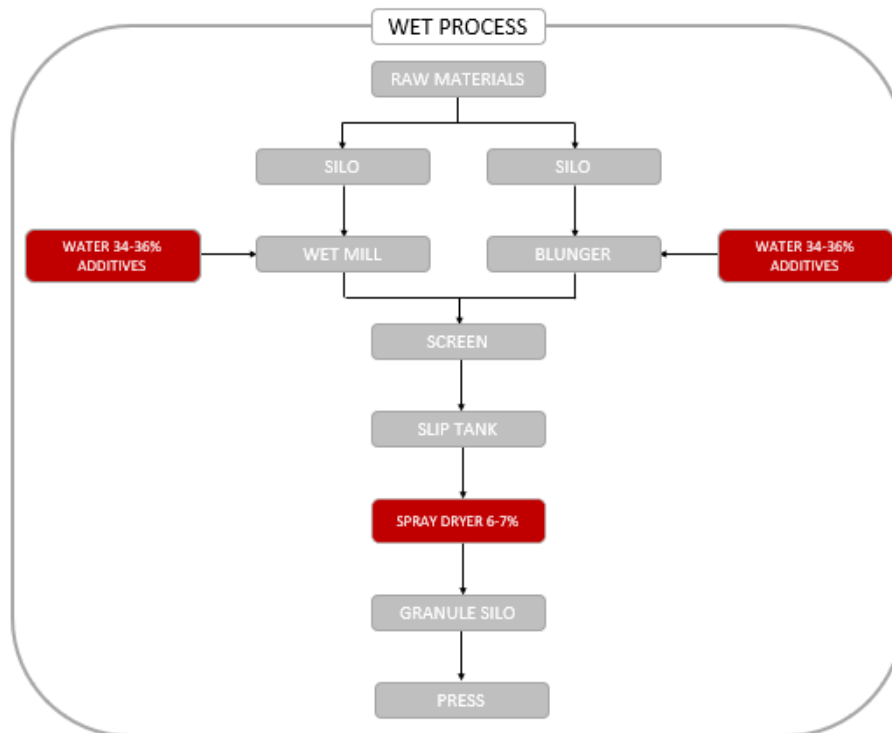 WET PROCESS
RAW MATERIALS
SILO
SILO
WATER 34-36%
ADDITIVES
WET MILL
BLUNGER
WATER 34-36%
ADDITIVES
SCREEN
SLIP TANK
SPRAY DRYER 6-7%
GRANULE SILO
PRESS